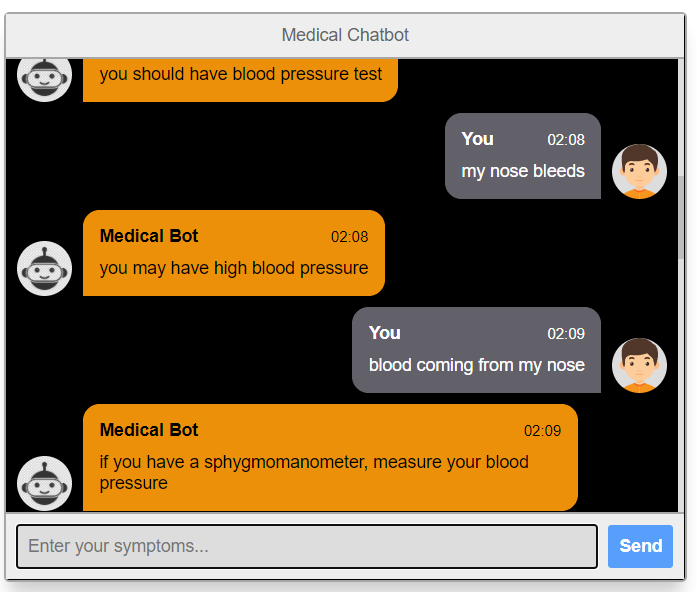 Medical Chatbot
you should have blood pressure test
You 02:08
my nose bleeds
Medical Bot 02:08
you may have high blood pressure
You 02:09
blood coming from my nose
Medical Bot 02:09
if you have a sphygmomanometer, measure your blood
pressure
Enter your symptoms...
Send